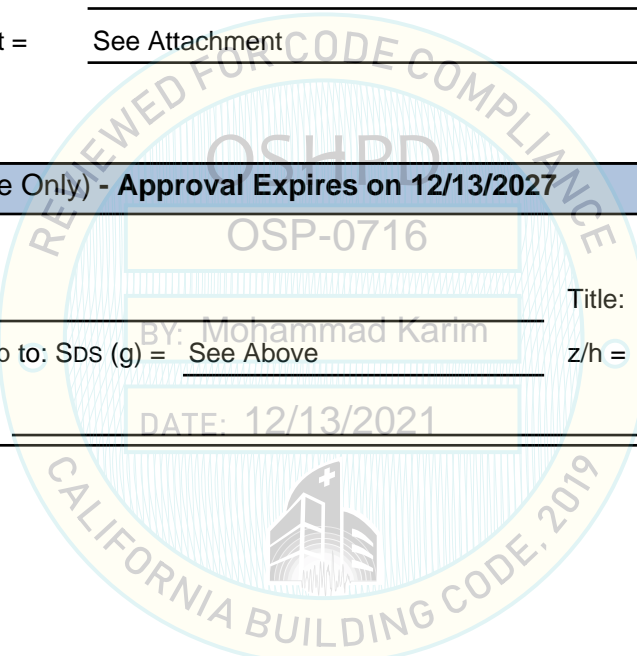 t = See Attachment
REVIEWED FOR CODE COMPLIANCE
OSHPD
e Only) - Approval Expires on 12/13/2027
OSP-0716
Title:
BY: Mohammad Karim
to: SDS (g) = See Above z/h =
DATE: 12/13/2021
CALIFORNIA BUILDING CODE, 2019